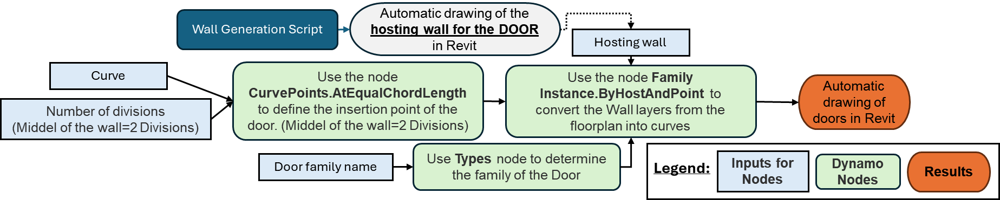 Wall Generation Script
Automatic drawing of the
hosting wall for the DOOR
in Revit
Hosting wall
Curve
Number of divisions
(Middel of the wall=2 Divisions)
Use the node
CurvePoints.AtEqualChordLength
to define the insertion point of the
door. (Middel of the wall=2 Divisions)
Use the node Family
Instance.ByHostAndPoint to
convert the Wall layers from the
floorplan into curves
Automatic
drawing of
doors in Revit
Door family name
Use Types node to determine
the family of the Door
Legend:
Inputs for
Nodes
Dynamo
Nodes
Results